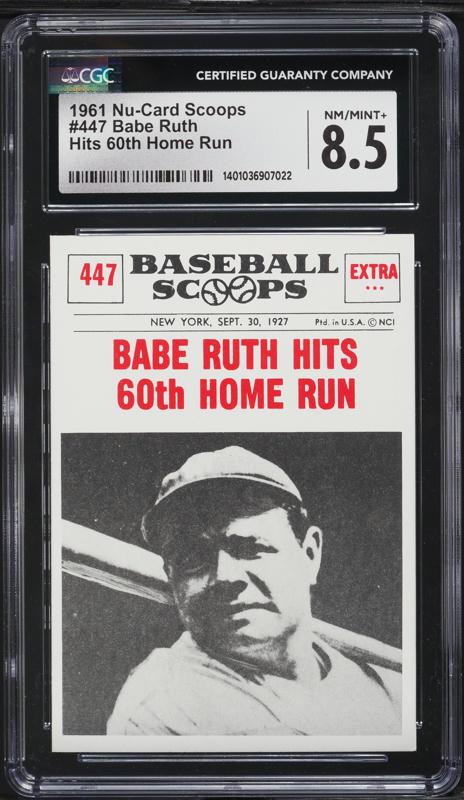 CGC
CERTIFIED GUARANTY COMPANY
1961 Nu-Card Scoops
#447 Babe Ruth
Hits 60th Home Run
1401036907022
NM/MINT+
8.5
447
BASEBALL
SCOOPS
EXTRA
...
NEW YORK, SEPT. 30, 1927
Ptd. in U.S.A. © NCI
BABE RUTH HITS
60th HOME RUN